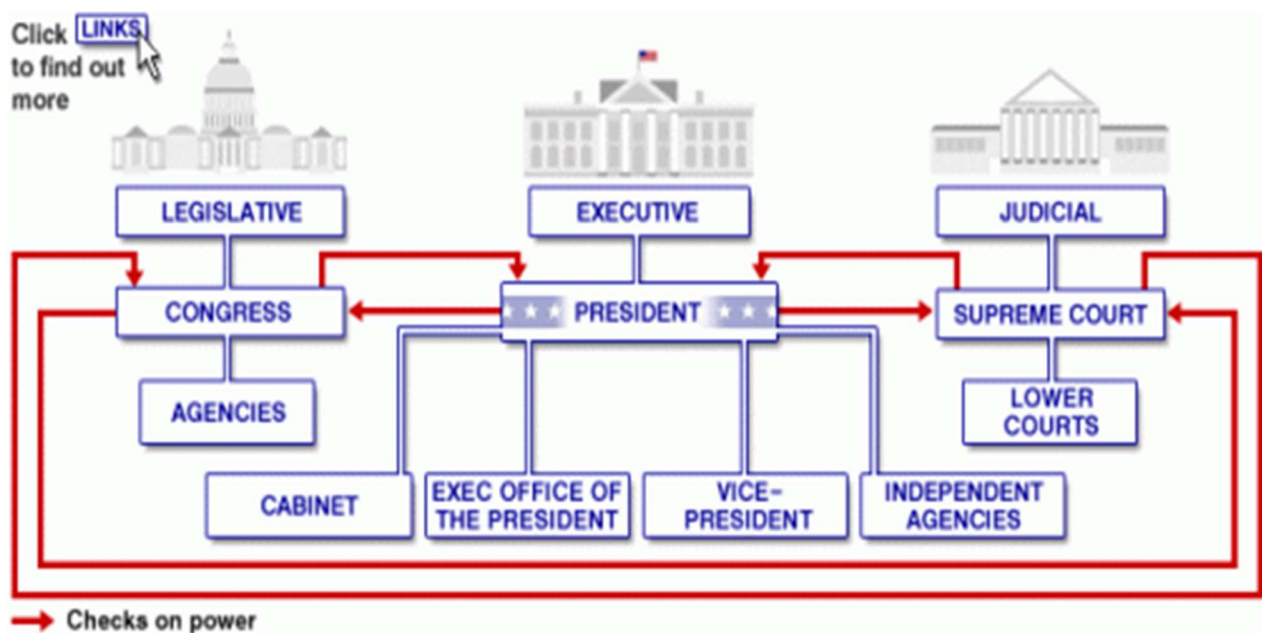 Click LINKS
to find out
more
LEGISLATIVE
EXECUTIVE
JUDICIAL
CONGRESS
PRESIDENT
SUPREME COURT
AGENCIES
LOWER
COURTS
CABINET
EXEC OFFICE OF
THE PRESIDENT
VICE-
PRESIDENT
INDEPENDENT
AGENCIES
Checks on power